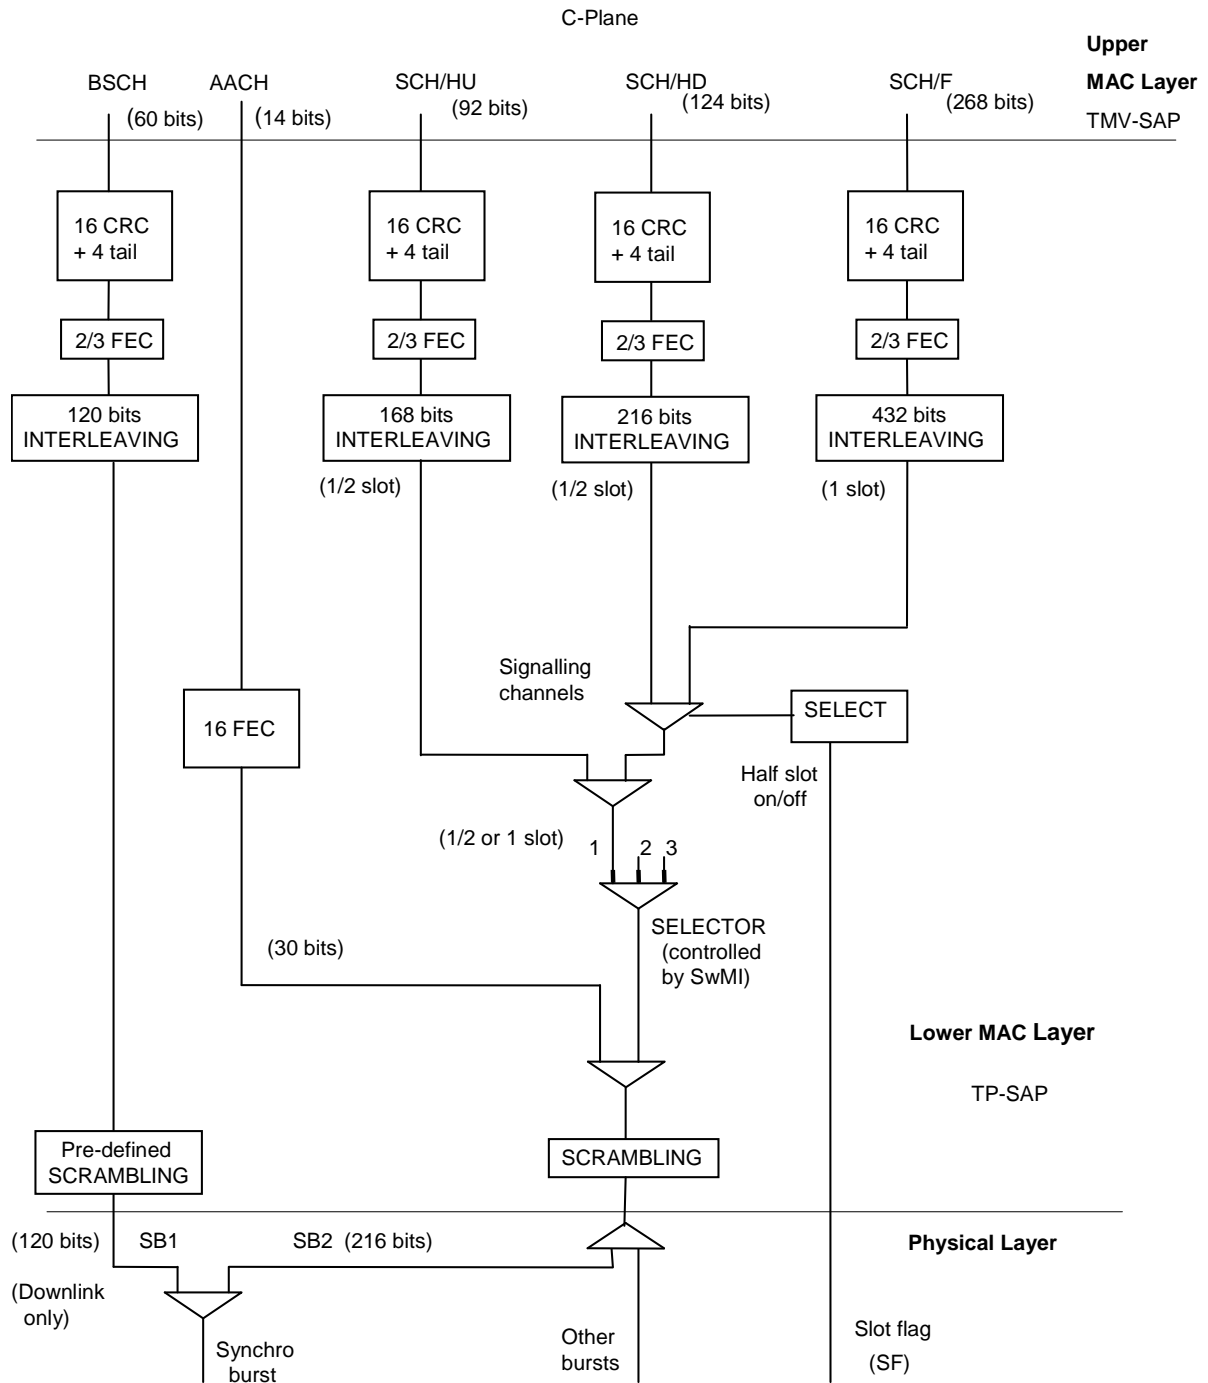 C-Plane
Upper
MAC Layer
TMV-SAP
BSCH
(60 bits)
AACH
(14 bits)
SCH/HU
(92 bits)
SCH/HD
(124 bits)
SCH/F
(268 bits)
16 CRC
+ 4 tail
16 CRC
+ 4 tail
16 CRC
+ 4 tail
16 CRC
+ 4 tail
2/3 FEC
2/3 FEC
2/3 FEC
2/3 FEC
120 bits
INTERLEAVING
168 bits
INTERLEAVING
216 bits
INTERLEAVING
432 bits
INTERLEAVING
(1/2 slot)
(1/2 slot)
(1 slot)
Signalling
channels
16 FEC
SELECT
Half slot
on/off
(1/2 or 1 slot)
1
2
3
SELECTOR
(controlled
by SwMI)
(30 bits)
Lower MAC Layer
TP-SAP
Pre-defined
SCRAMBLING
SCRAMBLING
(120 bits)
SB1
SB2 (216 bits)
Physical Layer
(Downlink
only)
Synchro
burst
Other
bursts
Slot flag
(SF)